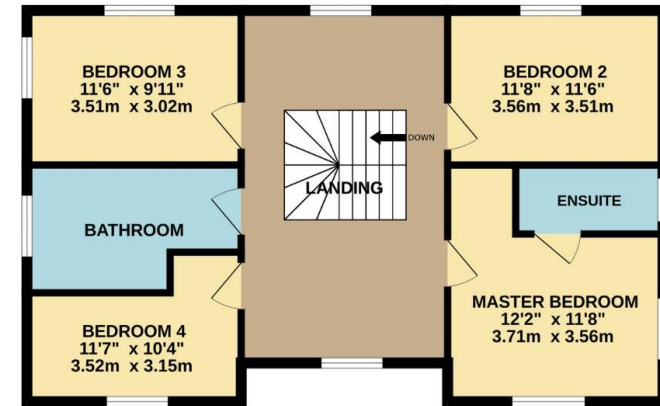 BEDROOM 3
11'6" x 9'11"
3.51m x 3.02m
BEDROOM 2
11'8" x 11'6"
3.56m x 3.51m
DOWN
LANDING
ENSUITE
BATHROOM
MASTER BEDROOM
12'2" x 11'8"
3.71m x 3.56m
BEDROOM 4
11'7" x 10'4"
3.52m x 3.15m